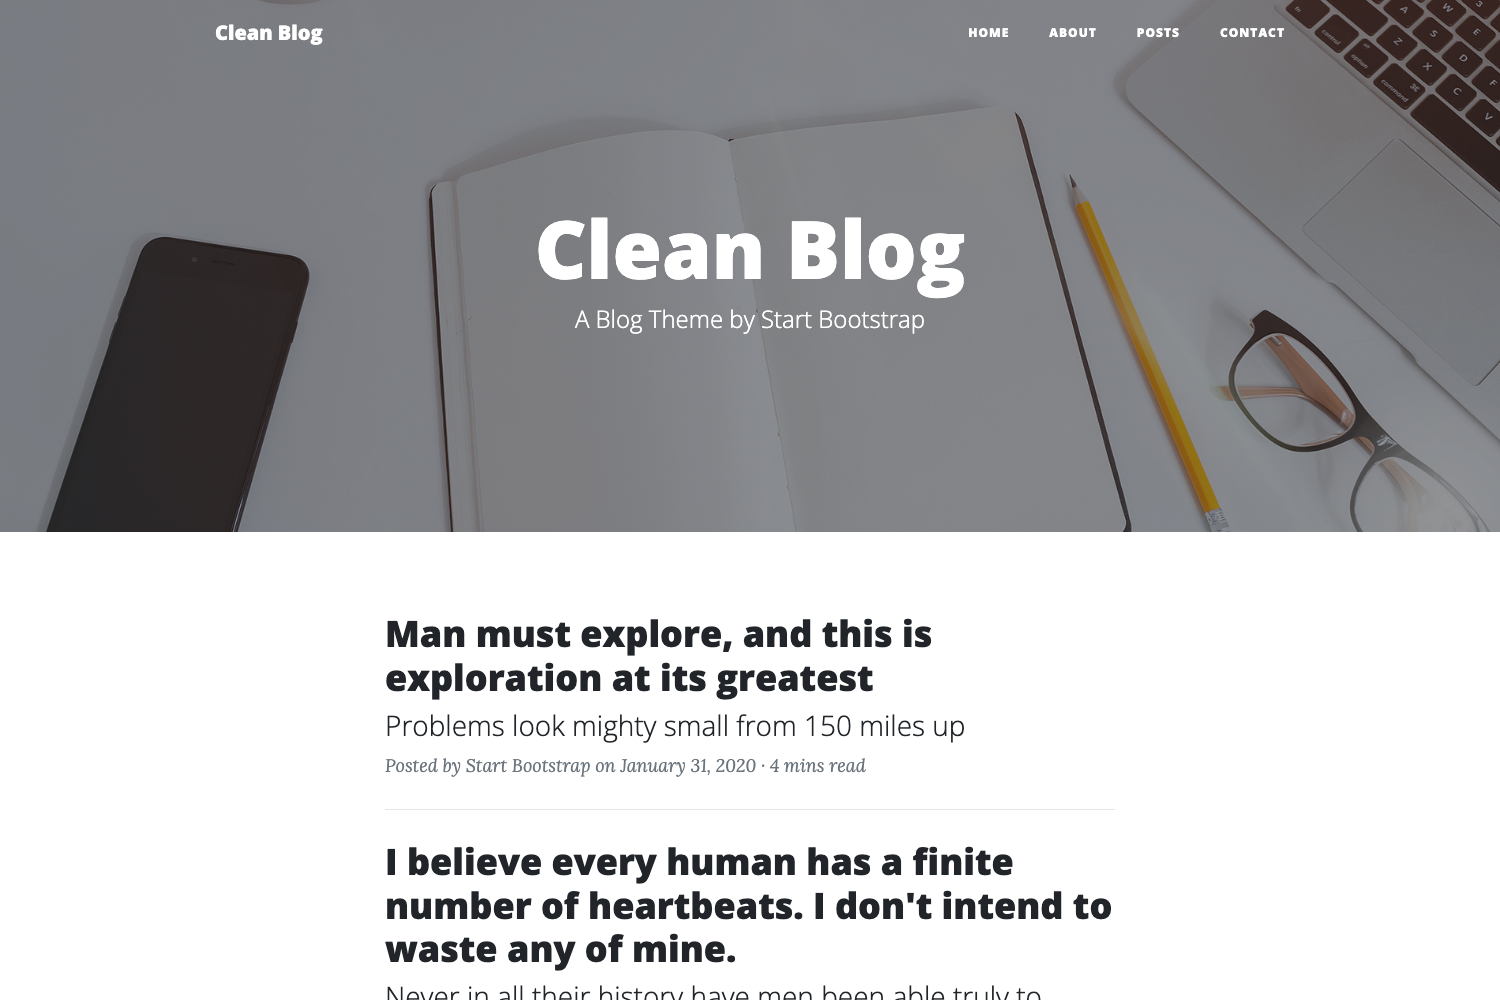 Clean Blog
HOME ABOUT POSTS CONTACT
Clean Blog
A Blog Theme by Start Bootstrap
Man must explore, and this is
exploration at its greatest
Problems look mighty small from 150 miles up
Posted by Start Bootstrap on January 31, 2020 · 4 mins read
I believe every human has a finite
number of heartbeats. I don't intend to
waste any of mine.
Never in all their history have men been able truly to